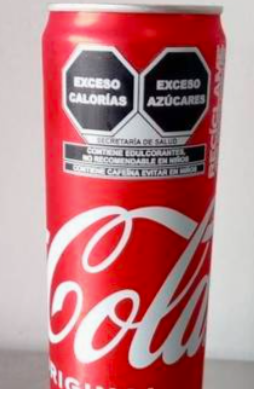 EXCESO
CALORÍAS
EXCESO
AZÚCARES
SECRETARÍA DE SALUD
CONTIENE EDULCORANTES,
NO RECOMENDABLE EN NIÑOS
CONTIENE CAFEÍNA EVITAR EN NIÑOS
RECÍCLAME
Cola